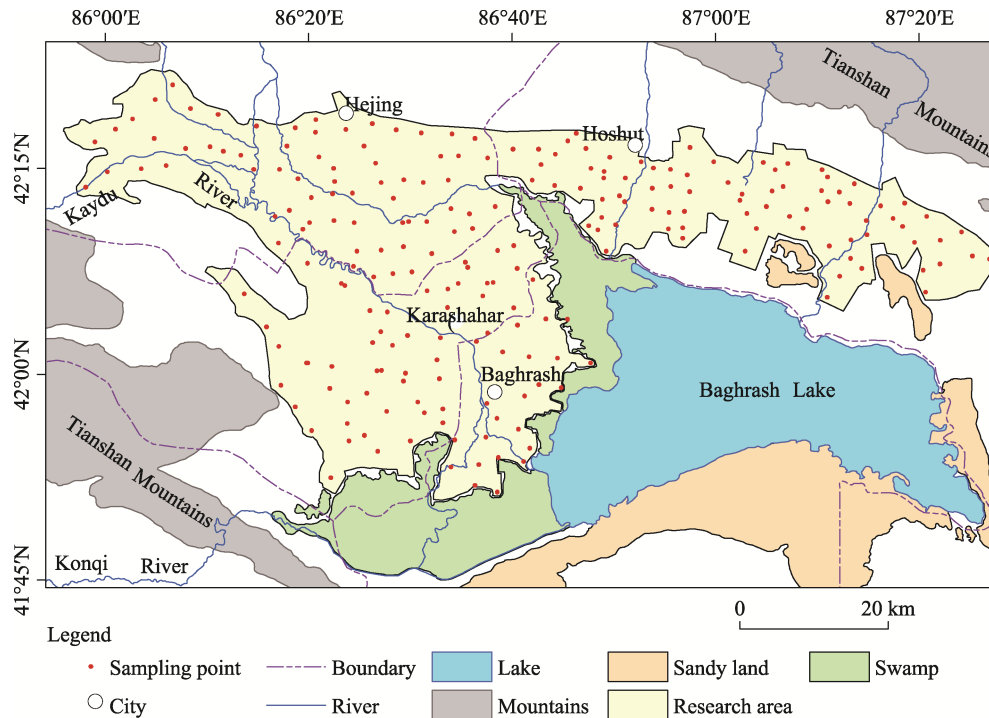 86°00′E 86°20′E 86°40′E 87°00′E 87°20′E
Tianshan
Mountains
Hejing
Hoshut
42°15′N
Kaydu
River
Karashahar
42°00′N
Baghrash
Baghrash Lake
Tianshan Mountains
Konqi River
41°45′N
0 20 km
Legend
Sampling point Boundary Lake Sandy land Swamp
City River Mountains Research area